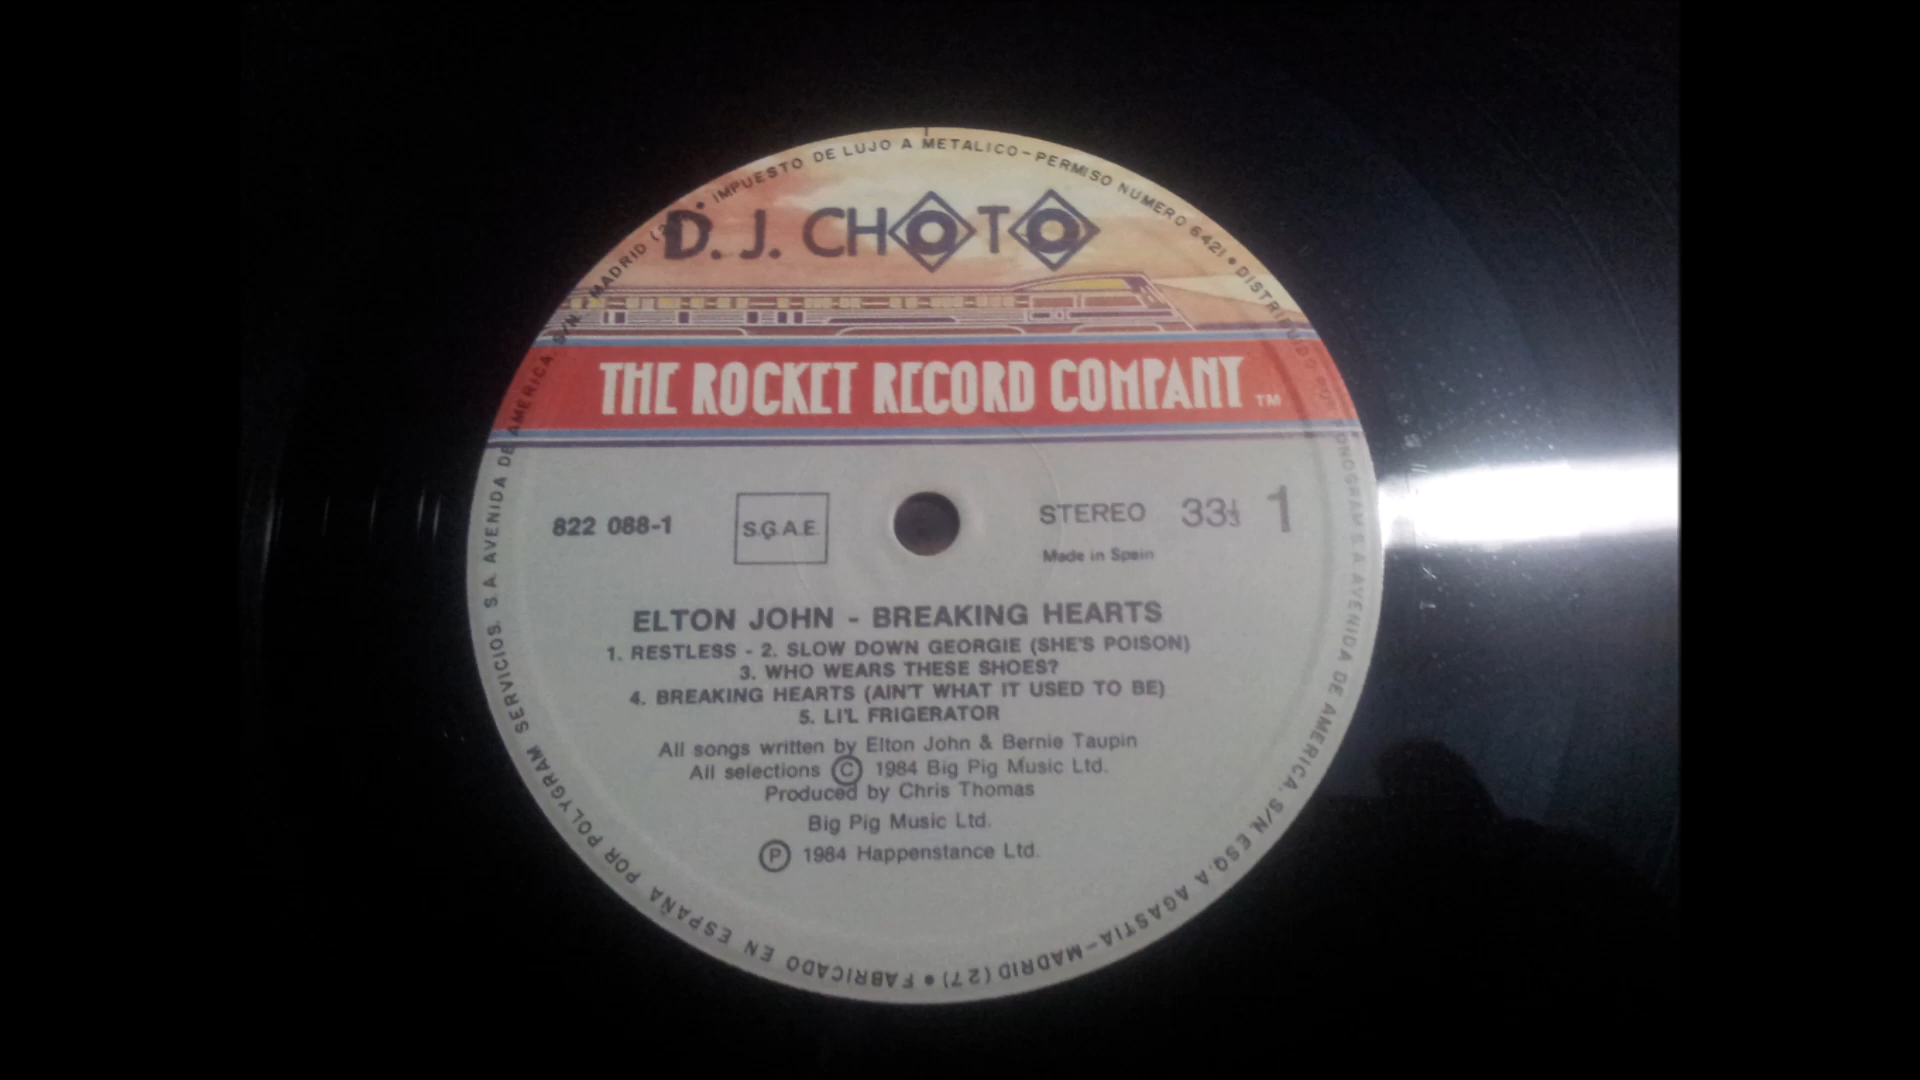 D. J. CHOTO
THE ROCKET RECORD COMPANY TM
822 088-1
S.G.A.E.
STEREO 33⅓ 1
Made in Spain
ELTON JOHN - BREAKING HEARTS
1. RESTLESS - 2. SLOW DOWN GEORGIE (SHE'S POISON)
3. WHO WEARS THESE SHOES?
4. BREAKING HEARTS (AIN'T WHAT IT USED TO BE)
5. LI'L FRIGERATOR
All songs written by Elton John & Bernie Taupin
All selections © 1984 Big Pig Music Ltd.
Produced by Chris Thomas
Big Pig Music Ltd.
℗ 1984 Happenstance Ltd.
• FABRICADO EN ESPAÑA POR POLYGRAM SERVICIOS. S.A. AVENIDA DE AMERICA, S/N. MADRID • IMPUESTO DE LUJO A METALICO - PERMISO NUMERO 6421 • DISTRIBUIDO POR FONOGRAM S.A. AVENIDA DE AMERICA, S/N. ESQ. A AGASTIA - MADRID (27)